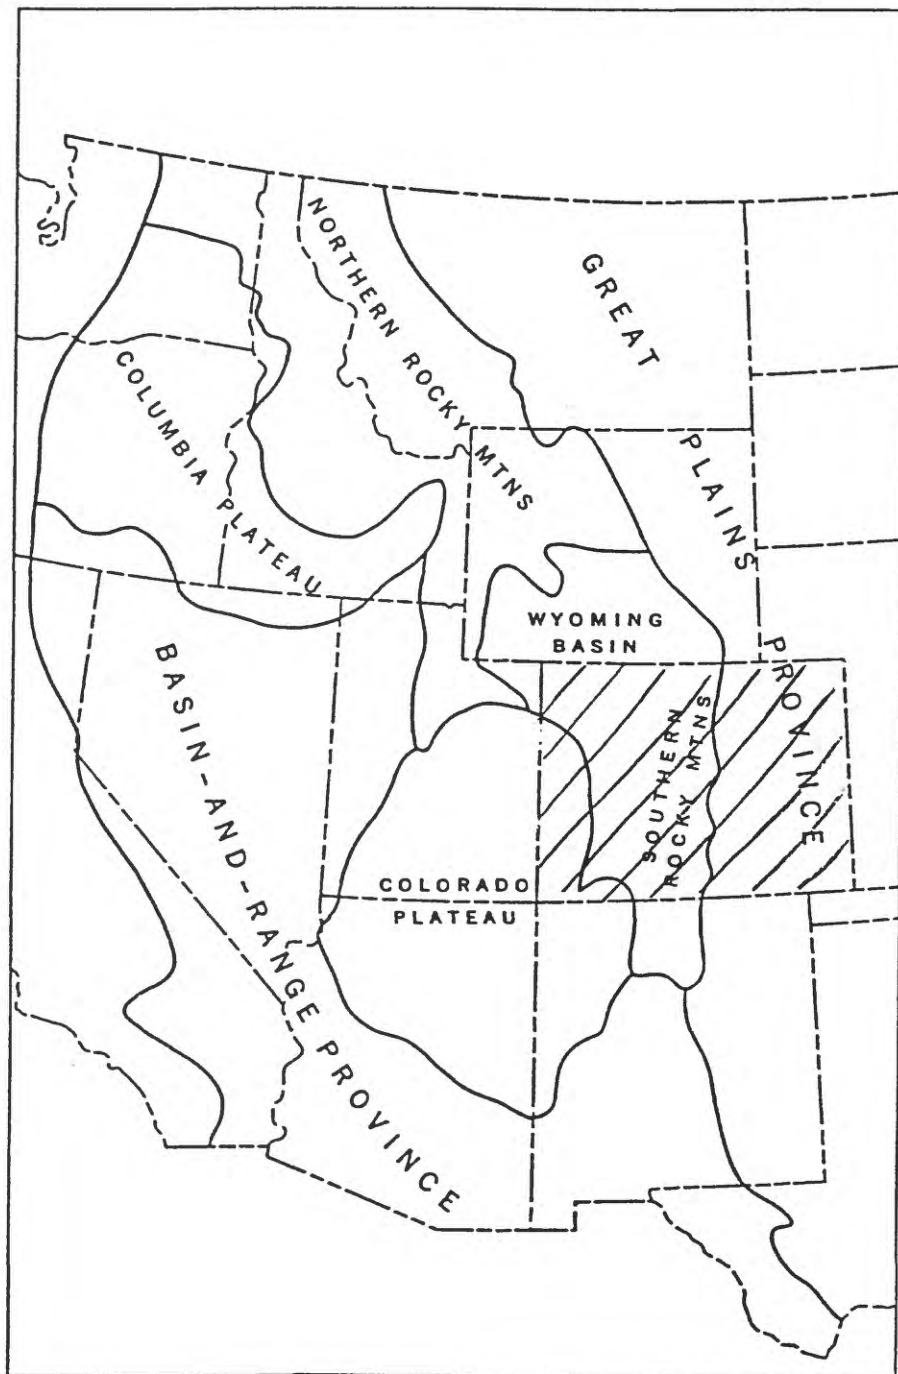 NORTHERN ROCKY MTNS
GREAT PLAINS PROVINCE
COLUMBIA PLATEAU
WYOMING
BASIN
BASIN-AND-RANGE PROVINCE
SOUTHERN
ROCKY MTNS
COLORADO
PLATEAU